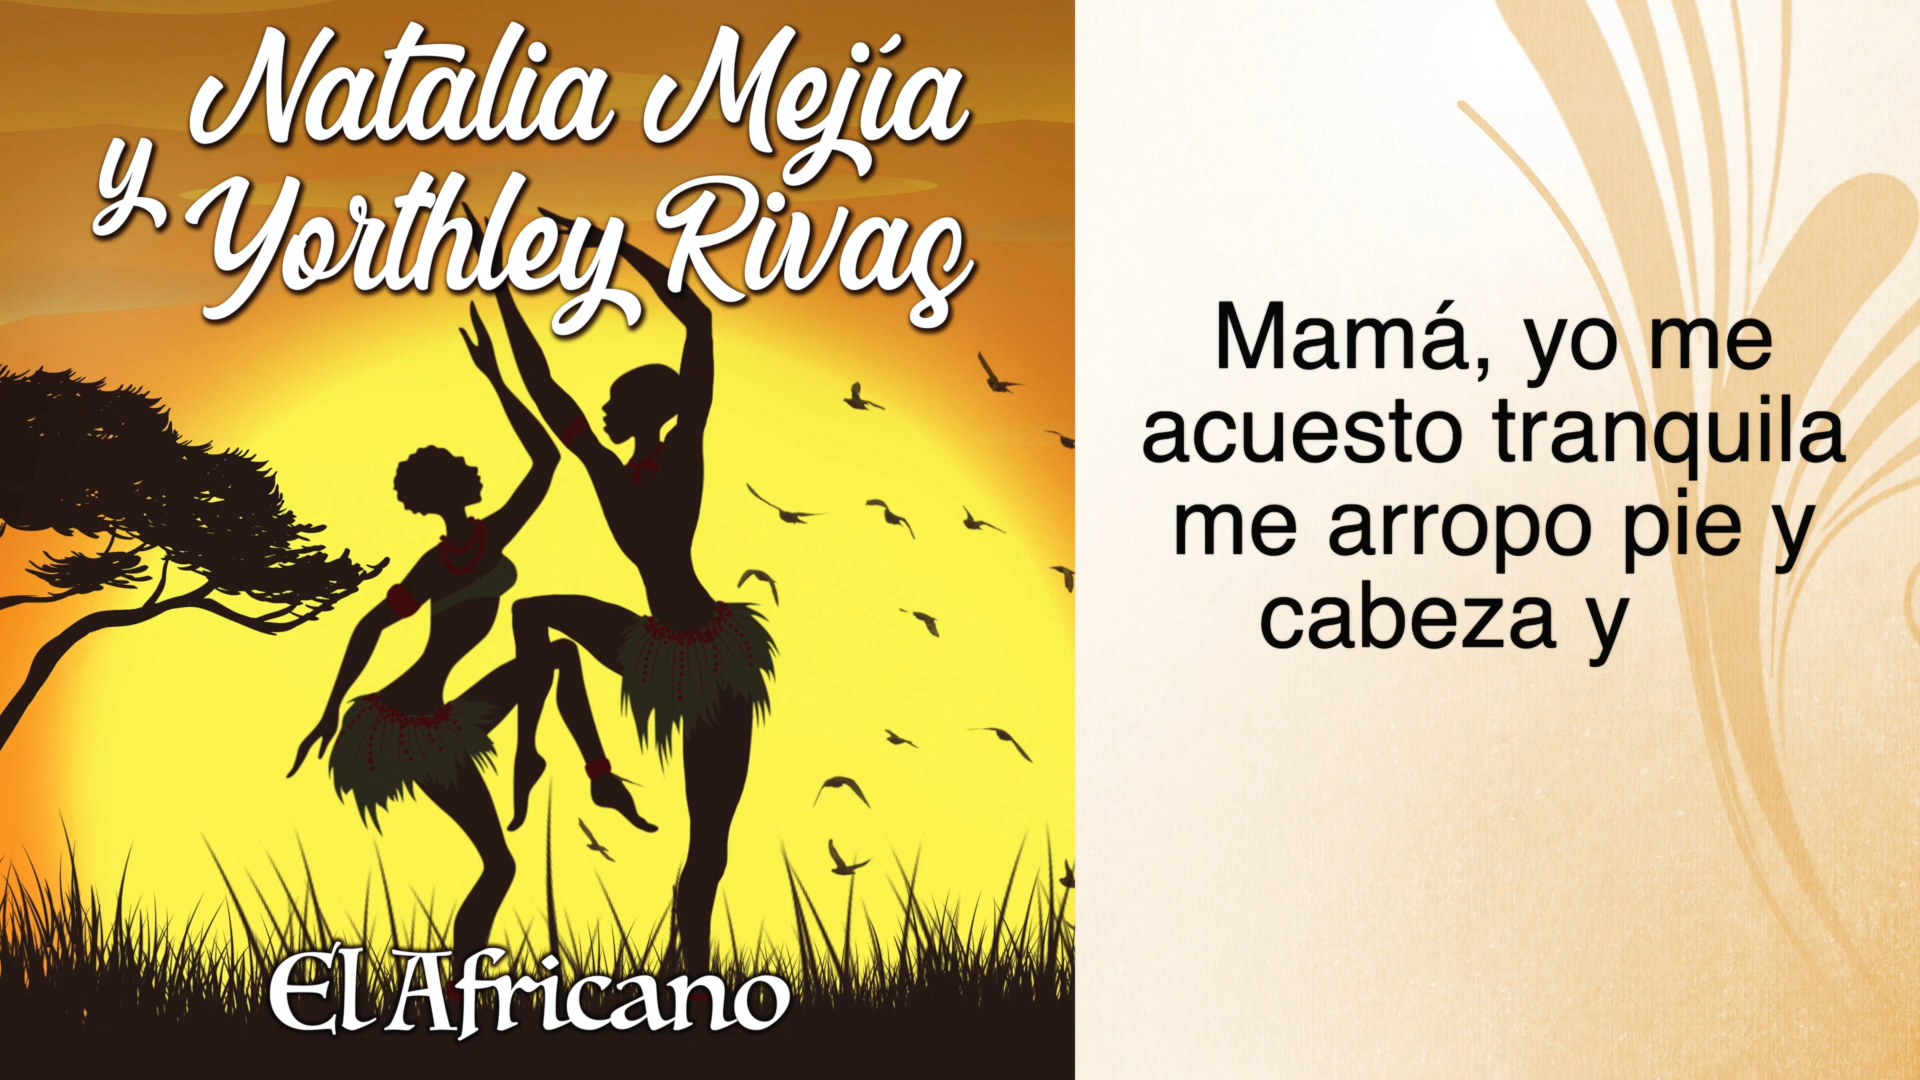 Natalia Mejía
y Yorthley Rivas
El Africano
Mamá, yo me
acuesto tranquila
me arropo pie y
cabeza y